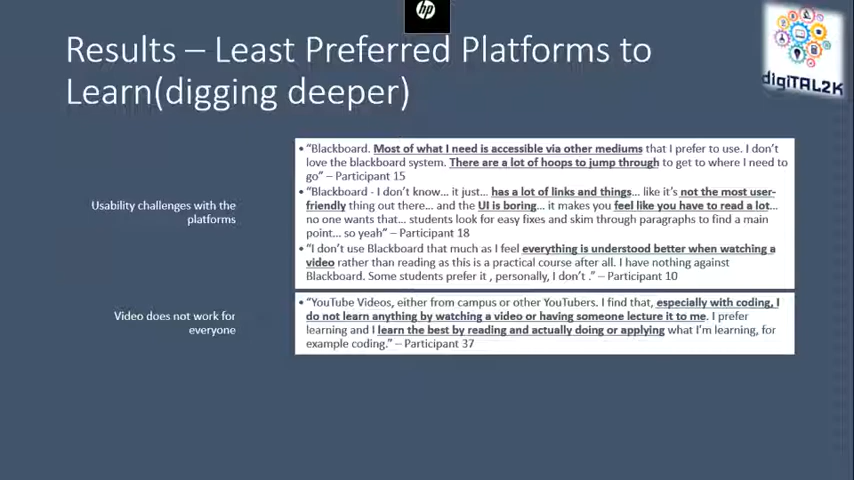 hp
Results – Least Preferred Platforms to
Learn(digging deeper)
digiTAL2K
Usability challenges with the
platforms
• “Blackboard. Most of what I need is accessible via other mediums that I prefer to use. I don’t
love the blackboard system. There are a lot of hoops to jump through to get to where I need to
go” – Participant 15
• “Blackboard - I don’t know... it just... has a lot of links and things... like it’s not the most user-
friendly thing out there... and the UI is boring... it makes you feel like you have to read a lot...
no one wants that... students look for easy fixes and skim through paragraphs to find a main
point... so yeah” – Participant 18
• “I don’t use Blackboard that much as I feel everything is understood better when watching a
video rather than reading as this is a practical course after all. I have nothing against
Blackboard. Some students prefer it , personally, I don’t .” – Participant 10
Video does not work for
everyone
• “YouTube Videos, either from campus or other YouTubers. I find that, especially with coding, I
do not learn anything by watching a video or having someone lecture it to me. I prefer
learning and I learn the best by reading and actually doing or applying what I’m learning, for
example coding.” – Participant 37